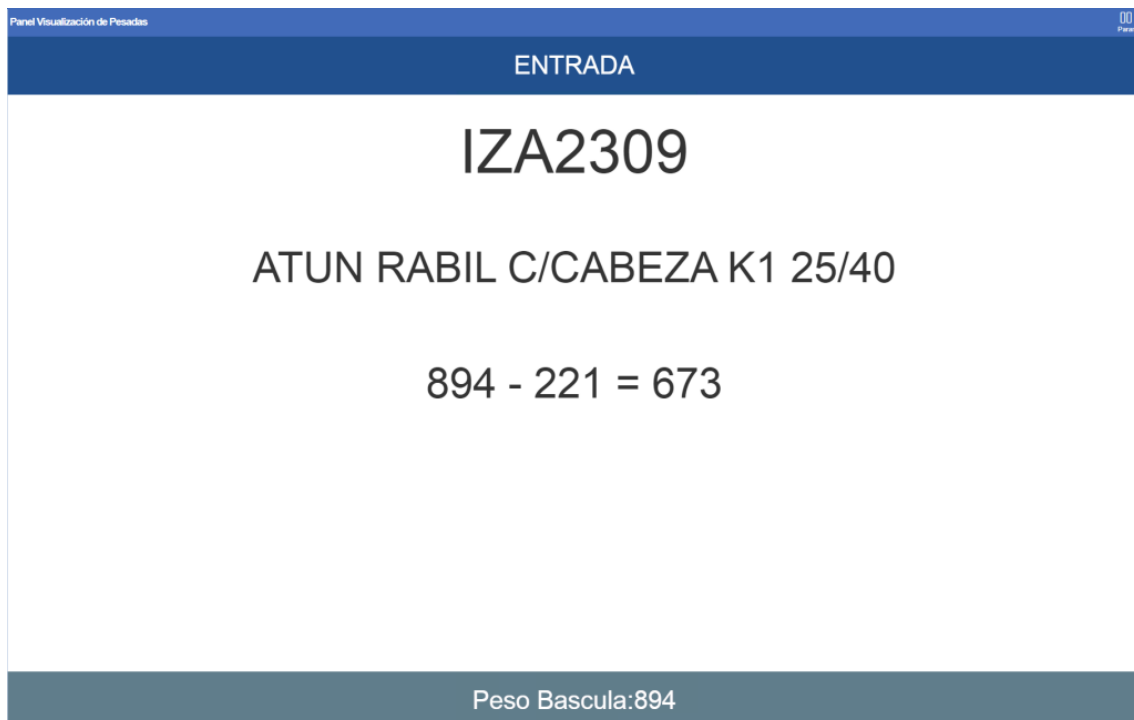 Panel Visualización de Pesadas
ENTRADA
IZA2309
ATUN RABIL C/CABEZA K1 25/40
894 - 221 = 673
Peso Bascula:894